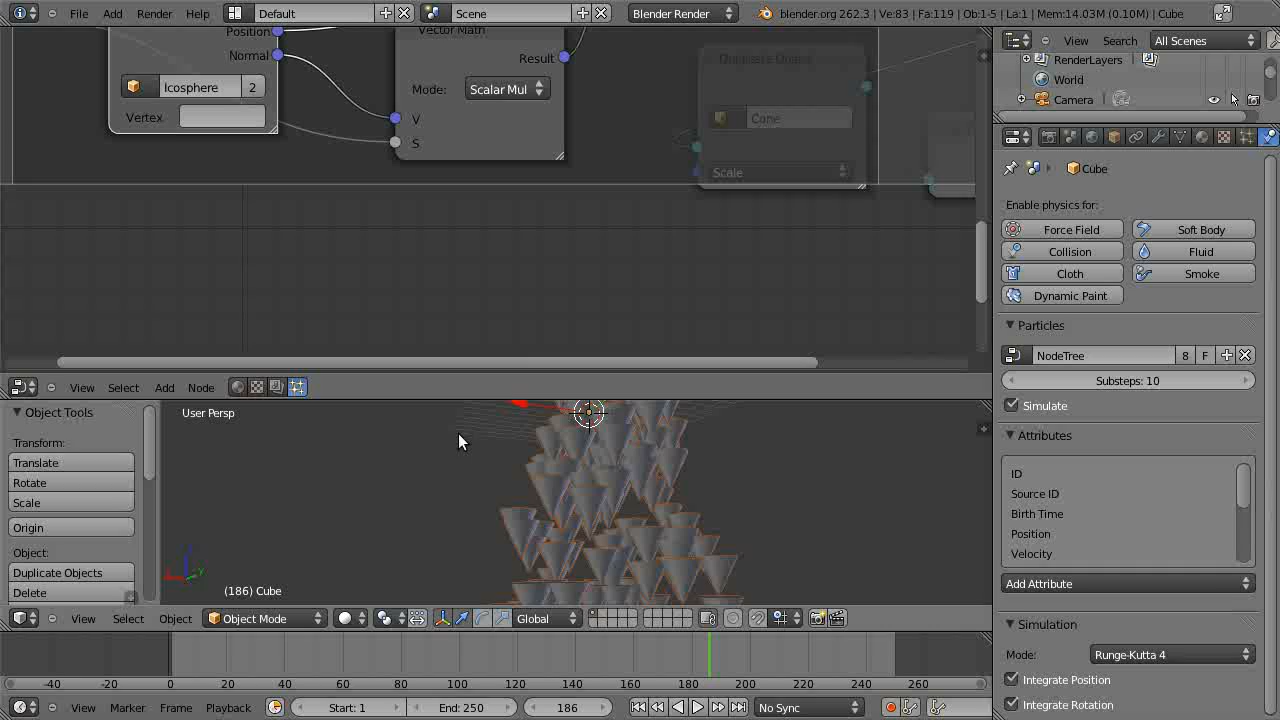 File Add Render Help Default Scene Blender Render blender.org 262.3 | Ve:83 | Fa:119 | Ob:1-5 | La:1 | Mem:14.03M (0.10M) | Cube
Position
Normal
Icosphere 2
Vertex
Vector Math
Result
Mode: Scalar Mul
V
S
Duplicate Output
Cone
Scale
View Search All Scenes
RenderLayers
World
Camera
Cube
Enable physics for:
Force Field Soft Body
Collision Fluid
Cloth Smoke
Dynamic Paint
Particles
NodeTree 8 F
Substeps: 10
Simulate
Attributes
ID
Source ID
Birth Time
Position
Velocity
Add Attribute
Simulation
Mode: Runge-Kutta 4
Integrate Position
Integrate Rotation
View Select Add Node
Object Tools
Transform:
Translate
Rotate
Scale
Origin
Object:
Duplicate Objects
Delete
User Persp
(186) Cube
View Select Object Object Mode Global
-40 -20 0 20 40 60 80 100 120 140 160 180 200 220 240 260 280
View Marker Frame Playback Start: 1 End: 250 186 No Sync